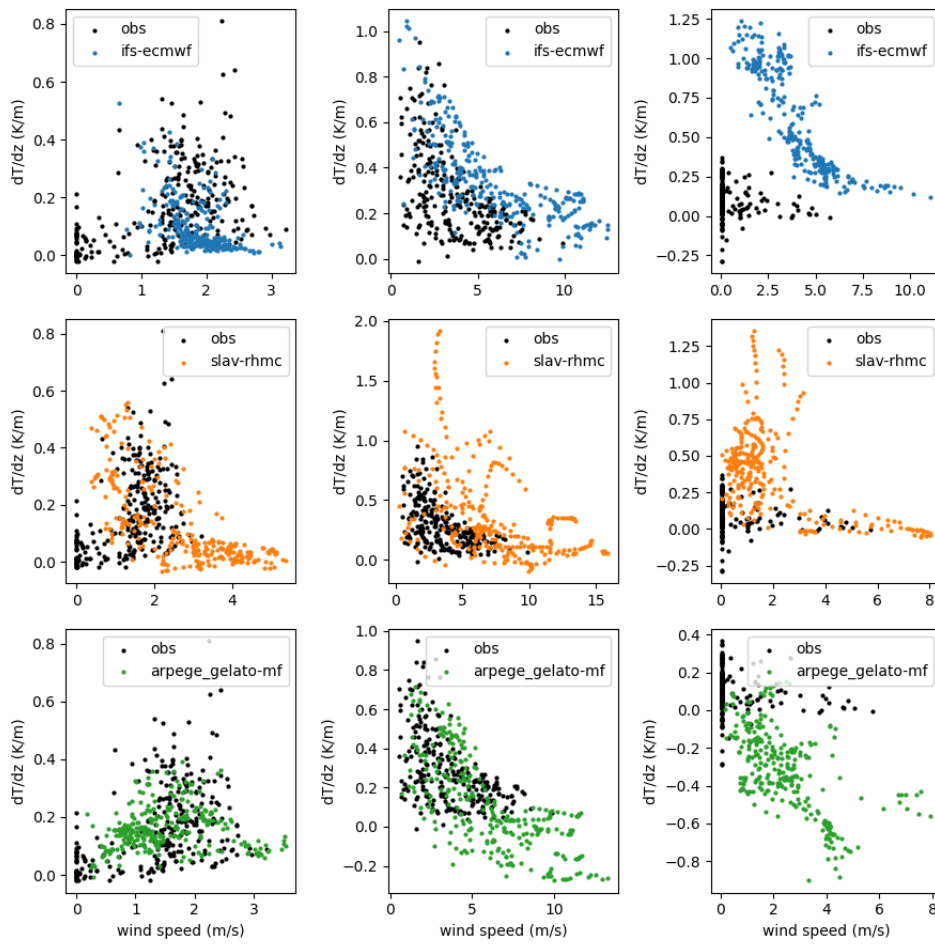 obs
ifs-ecmwf
dT/dz (K/m)
0.8
0.6
0.4
0.2
0.0
0 1 2 3
obs
ifs-ecmwf
dT/dz (K/m)
1.0
0.8
0.6
0.4
0.2
0.0
0 5 10
obs
ifs-ecmwf
dT/dz (K/m)
1.25
1.00
0.75
0.50
0.25
0.00
−0.25
0.0 2.5 5.0 7.5 10.0
obs
slav-rhmc
dT/dz (K/m)
0.8
0.6
0.4
0.2
0.0
0 2 4
obs
slav-rhmc
dT/dz (K/m)
2.0
1.5
1.0
0.5
0.0
0 5 10 15
obs
slav-rhmc
dT/dz (K/m)
1.25
1.00
0.75
0.50
0.25
0.00
−0.25
0 2 4 6 8
obs
arpege_gelato-mf
dT/dz (K/m)
0.8
0.6
0.4
0.2
0.0
0 1 2 3
wind speed (m/s)
obs
arpege_gelato-mf
dT/dz (K/m)
1.0
0.8
0.6
0.4
0.2
0.0
−0.2
0 5 10
wind speed (m/s)
obs
arpege_gelato-mf
dT/dz (K/m)
0.4
0.2
0.0
−0.2
−0.4
−0.6
−0.8
0 2 4 6 8
wind speed (m/s)